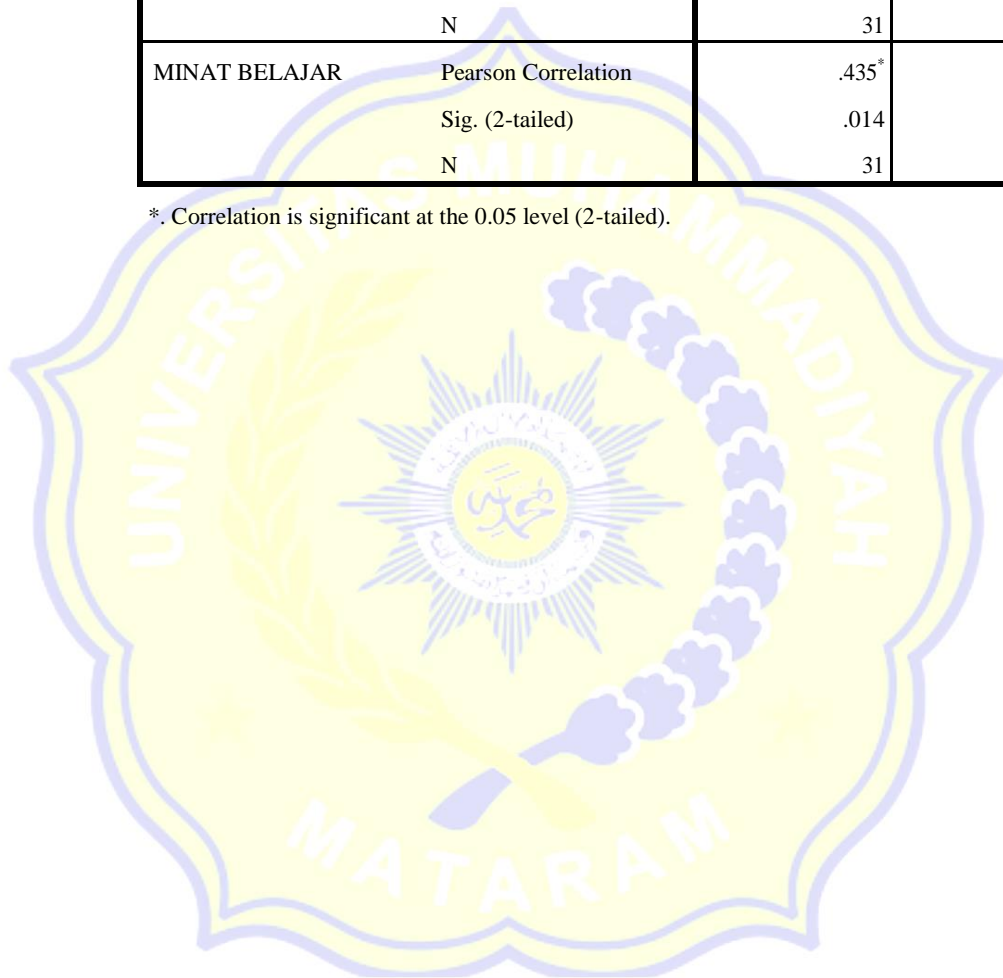 N 31
MINAT BELAJAR Pearson Correlation .435*
Sig. (2-tailed) .014
N 31
*. Correlation is significant at the 0.05 level (2-tailed).
UNIVERSITAS MUHAMMADIYAH
MATARAM